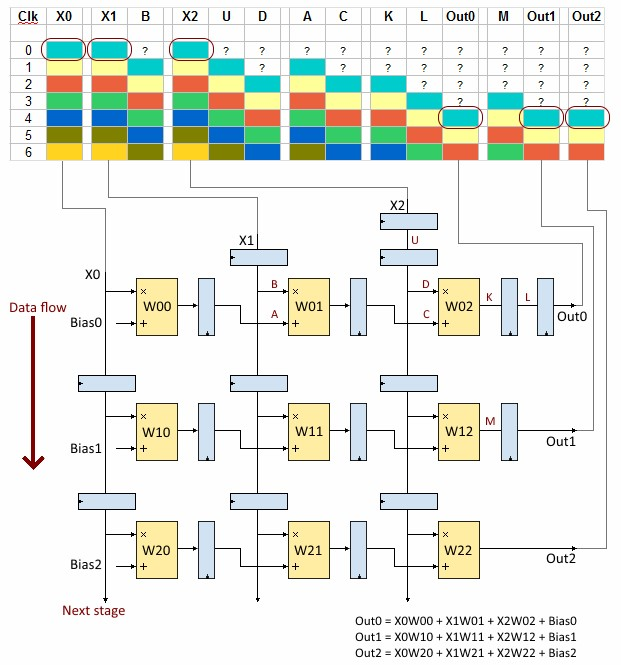 Clk X0 X1 B X2 U D A C K L Out0 M Out1 Out2
0 ? ? ? ? ? ? ? ? ? ? ?
1 ? ? ? ? ? ? ? ?
2 ? ? ? ? ?
3 ? ? ?
4
5
6
X2
U
X1
X0
Data flow
Bias0
W00
B
A
W01
D
C
W02
K
L
Out0
×
+
×
+
×
+
Bias1
W10
W11
W12
M
Out1
×
+
×
+
×
+
Bias2
W20
W21
W22
Out2
×
+
×
+
×
+
Next stage
Out0 = X0W00 + X1W01 + X2W02 + Bias0
Out1 = X0W10 + X1W11 + X2W12 + Bias1
Out2 = X0W20 + X1W21 + X2W22 + Bias2